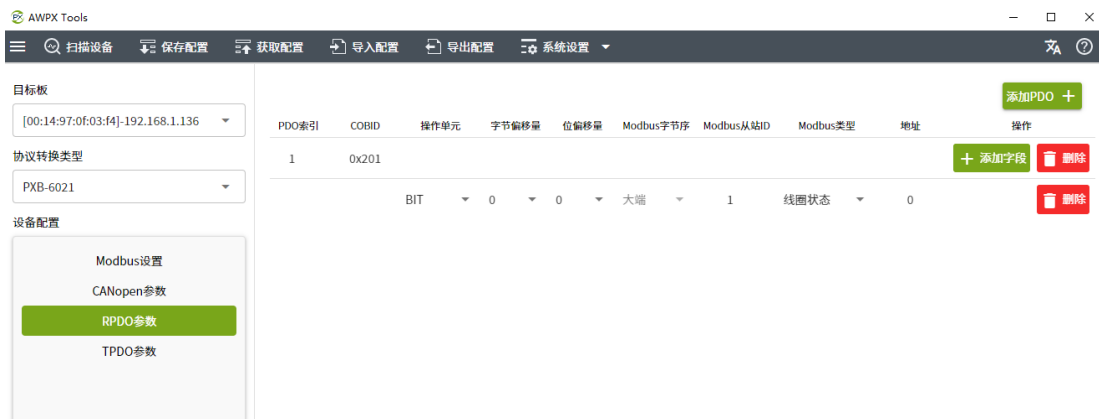 AWPX Tools
扫描设备 保存配置 获取配置 导入配置 导出配置 系统设置
目标板
[00:14:97:0f:03:f4]-192.168.1.136
协议转换类型
PXB-6021
设备配置
Modbus设置
CANopen参数
RPDO参数
TPDO参数
添加PDO
PDO索引 COBID 操作单元 字节偏移量 位偏移量 Modbus字节序 Modbus从站ID Modbus类型 地址 操作
1 0x201 添加字段 删除
BIT 0 0 大端 1 线圈状态 0 删除